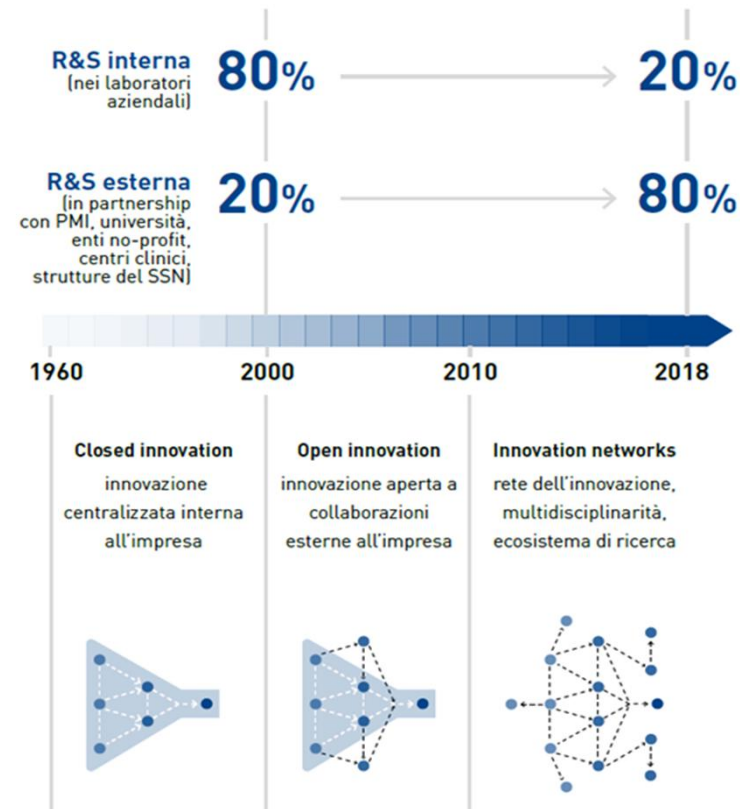 R&S interna
(nei laboratori
aziendali)
80%
20%
R&S esterna
(in partnership
con PMI, università,
enti no-profit,
centri clinici,
strutture del SSN)
20%
80%
1960
2000
2010
2018
Closed innovation
innovazione
centralizzata interna
all'impresa
Open innovation
innovazione aperta a
collaborazioni
esterne all'impresa
Innovation networks
rete dell'innovazione,
multidisciplinarità,
ecosistema di ricerca